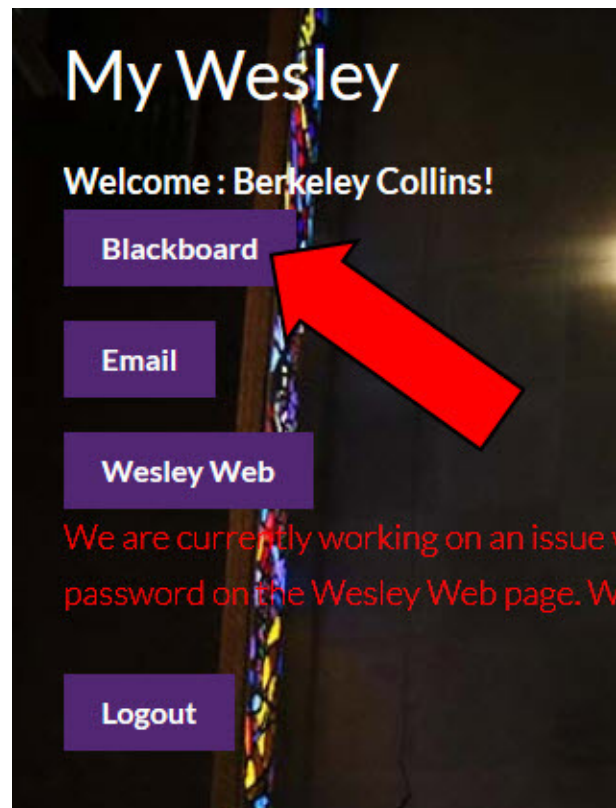 My Wesley
Welcome : Berkeley Collins!
Blackboard
Email
Wesley Web
We are currently working on an issue
password on the Wesley Web page.
Logout